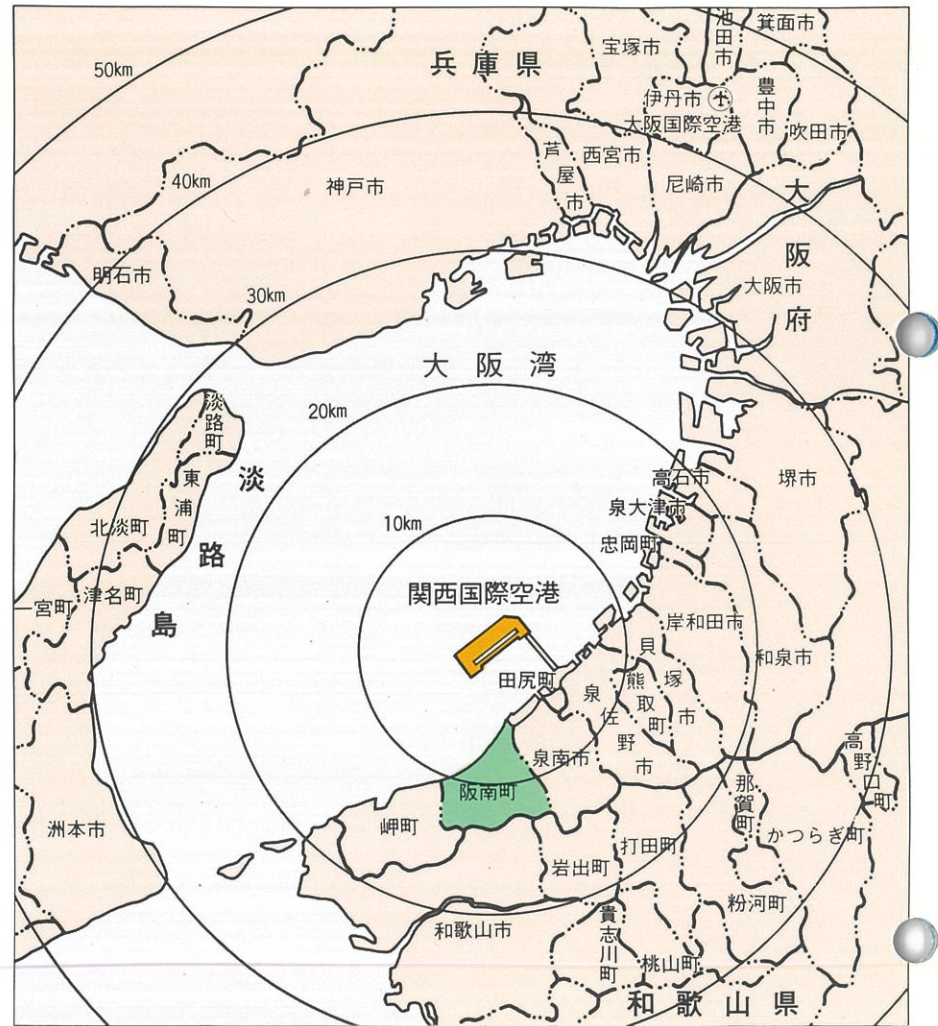 50km
兵庫県
宝塚市
池田市
箕面市
伊丹市
大阪国際空港
豊中市
吹田市
40km
神戸市
芦屋市
西宮市
尼崎市
大阪府
明石市
30km
大阪市
大阪湾
淡路町
20km
淡路島
東浦町
高石市
堺市
泉大津市
北淡町
10km
忠岡町
関西国際空港
津名町
一宮町
岸和田市
貝塚市
和泉市
田尻町
熊取町
泉佐野市
泉南市
高野口町
阪南町
那賀町
洲本市
岬町
かつらぎ町
打田町
岩出町
粉河町
貴志川町
和歌山市
桃山町
和歌山県